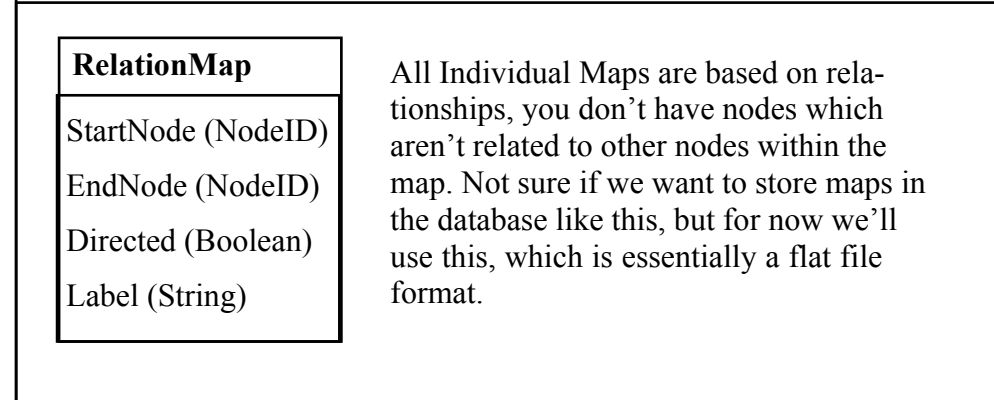 RelationMap
StartNode (NodeID)
EndNode (NodeID)
Directed (Boolean)
Label (String)
All Individual Maps are based on rela-
tionships, you don’t have nodes which
aren’t related to other nodes within the
map. Not sure if we want to store maps in
the database like this, but for now we’ll
use this, which is essentially a flat file
format.